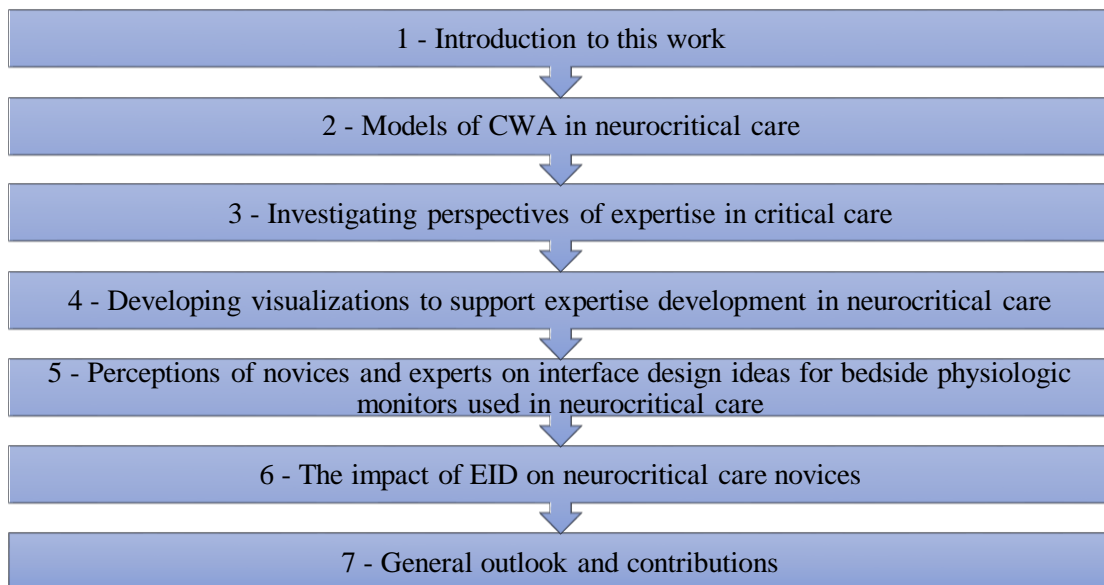 1 - Introduction to this work
2 - Models of CWA in neurocritical care
3 - Investigating perspectives of expertise in critical care
4 - Developing visualizations to support expertise development in neurocritical care
5 - Perceptions of novices and experts on interface design ideas for bedside physiologic
monitors used in neurocritical care
6 - The impact of EID on neurocritical care novices
7 - General outlook and contributions